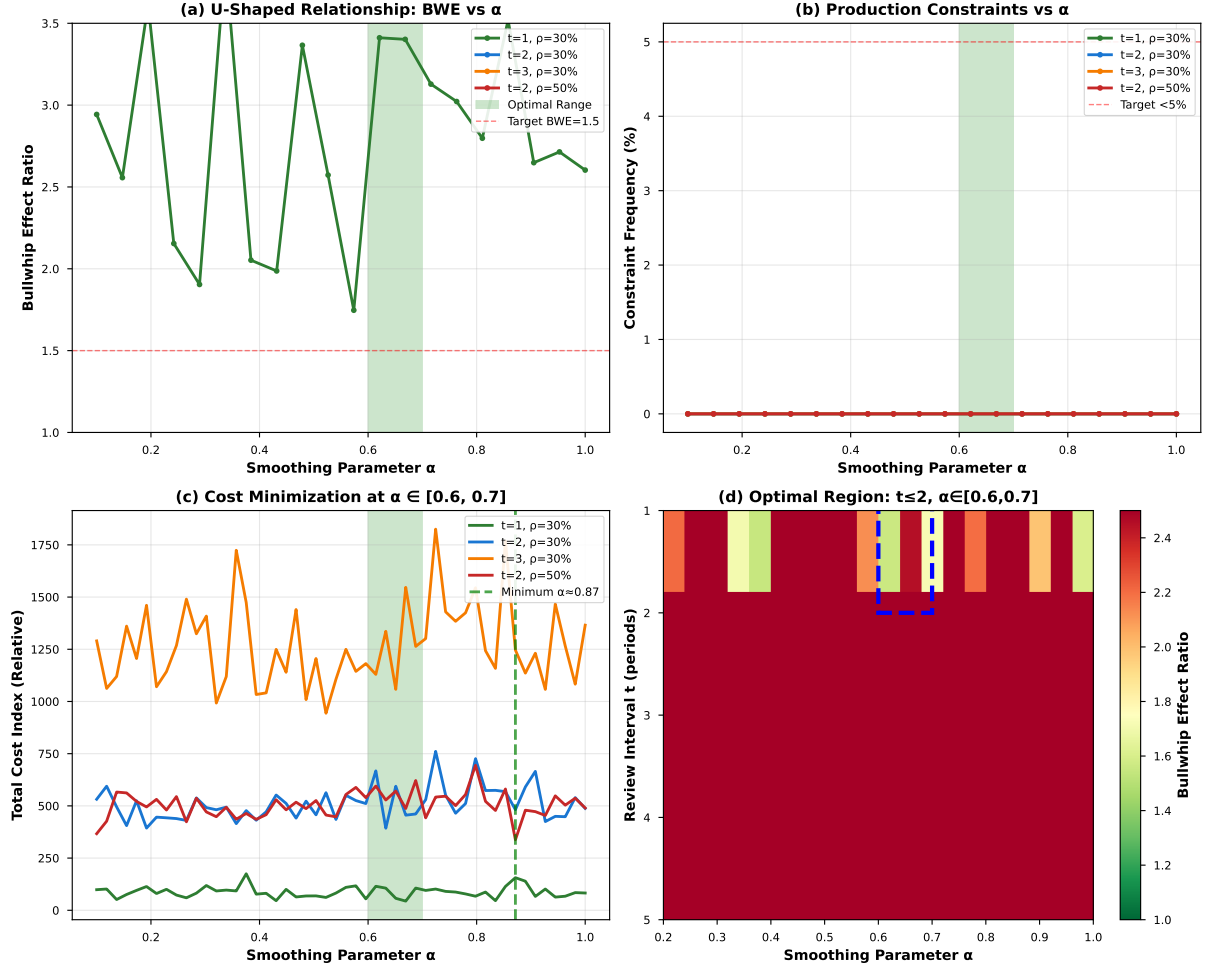 (a) U-Shaped Relationship: BWE vs α
3.5
3.0
2.5
2.0
1.5
1.0
0.2
0.4
0.6
0.8
1.0
Bullwhip Effect Ratio
Smoothing Parameter α
t=1, ρ=30%
t=2, ρ=30%
t=3, ρ=30%
t=2, ρ=50%
Optimal Range
Target BWE=1.5
(b) Production Constraints vs α
5
4
3
2
1
0
0.2
0.4
0.6
0.8
1.0
Constraint Frequency (%)
Smoothing Parameter α
t=1, ρ=30%
t=2, ρ=30%
t=3, ρ=30%
t=2, ρ=50%
Target <5%
(c) Cost Minimization at α ∈ [0.6, 0.7]
1750
1500
1250
1000
750
500
250
0
0.2
0.4
0.6
0.8
1.0
Total Cost Index (Relative)
Smoothing Parameter α
t=1, ρ=30%
t=2, ρ=30%
t=3, ρ=30%
t=2, ρ=50%
Minimum α≈0.87
(d) Optimal Region: t≤2, α∈[0.6,0.7]
1
2
3
4
5
0.2
0.3
0.4
0.5
0.6
0.7
0.8
0.9
1.0
Review Interval t (periods)
Smoothing Parameter α
2.4
2.2
2.0
1.8
1.6
1.4
1.2
1.0
Bullwhip Effect Ratio